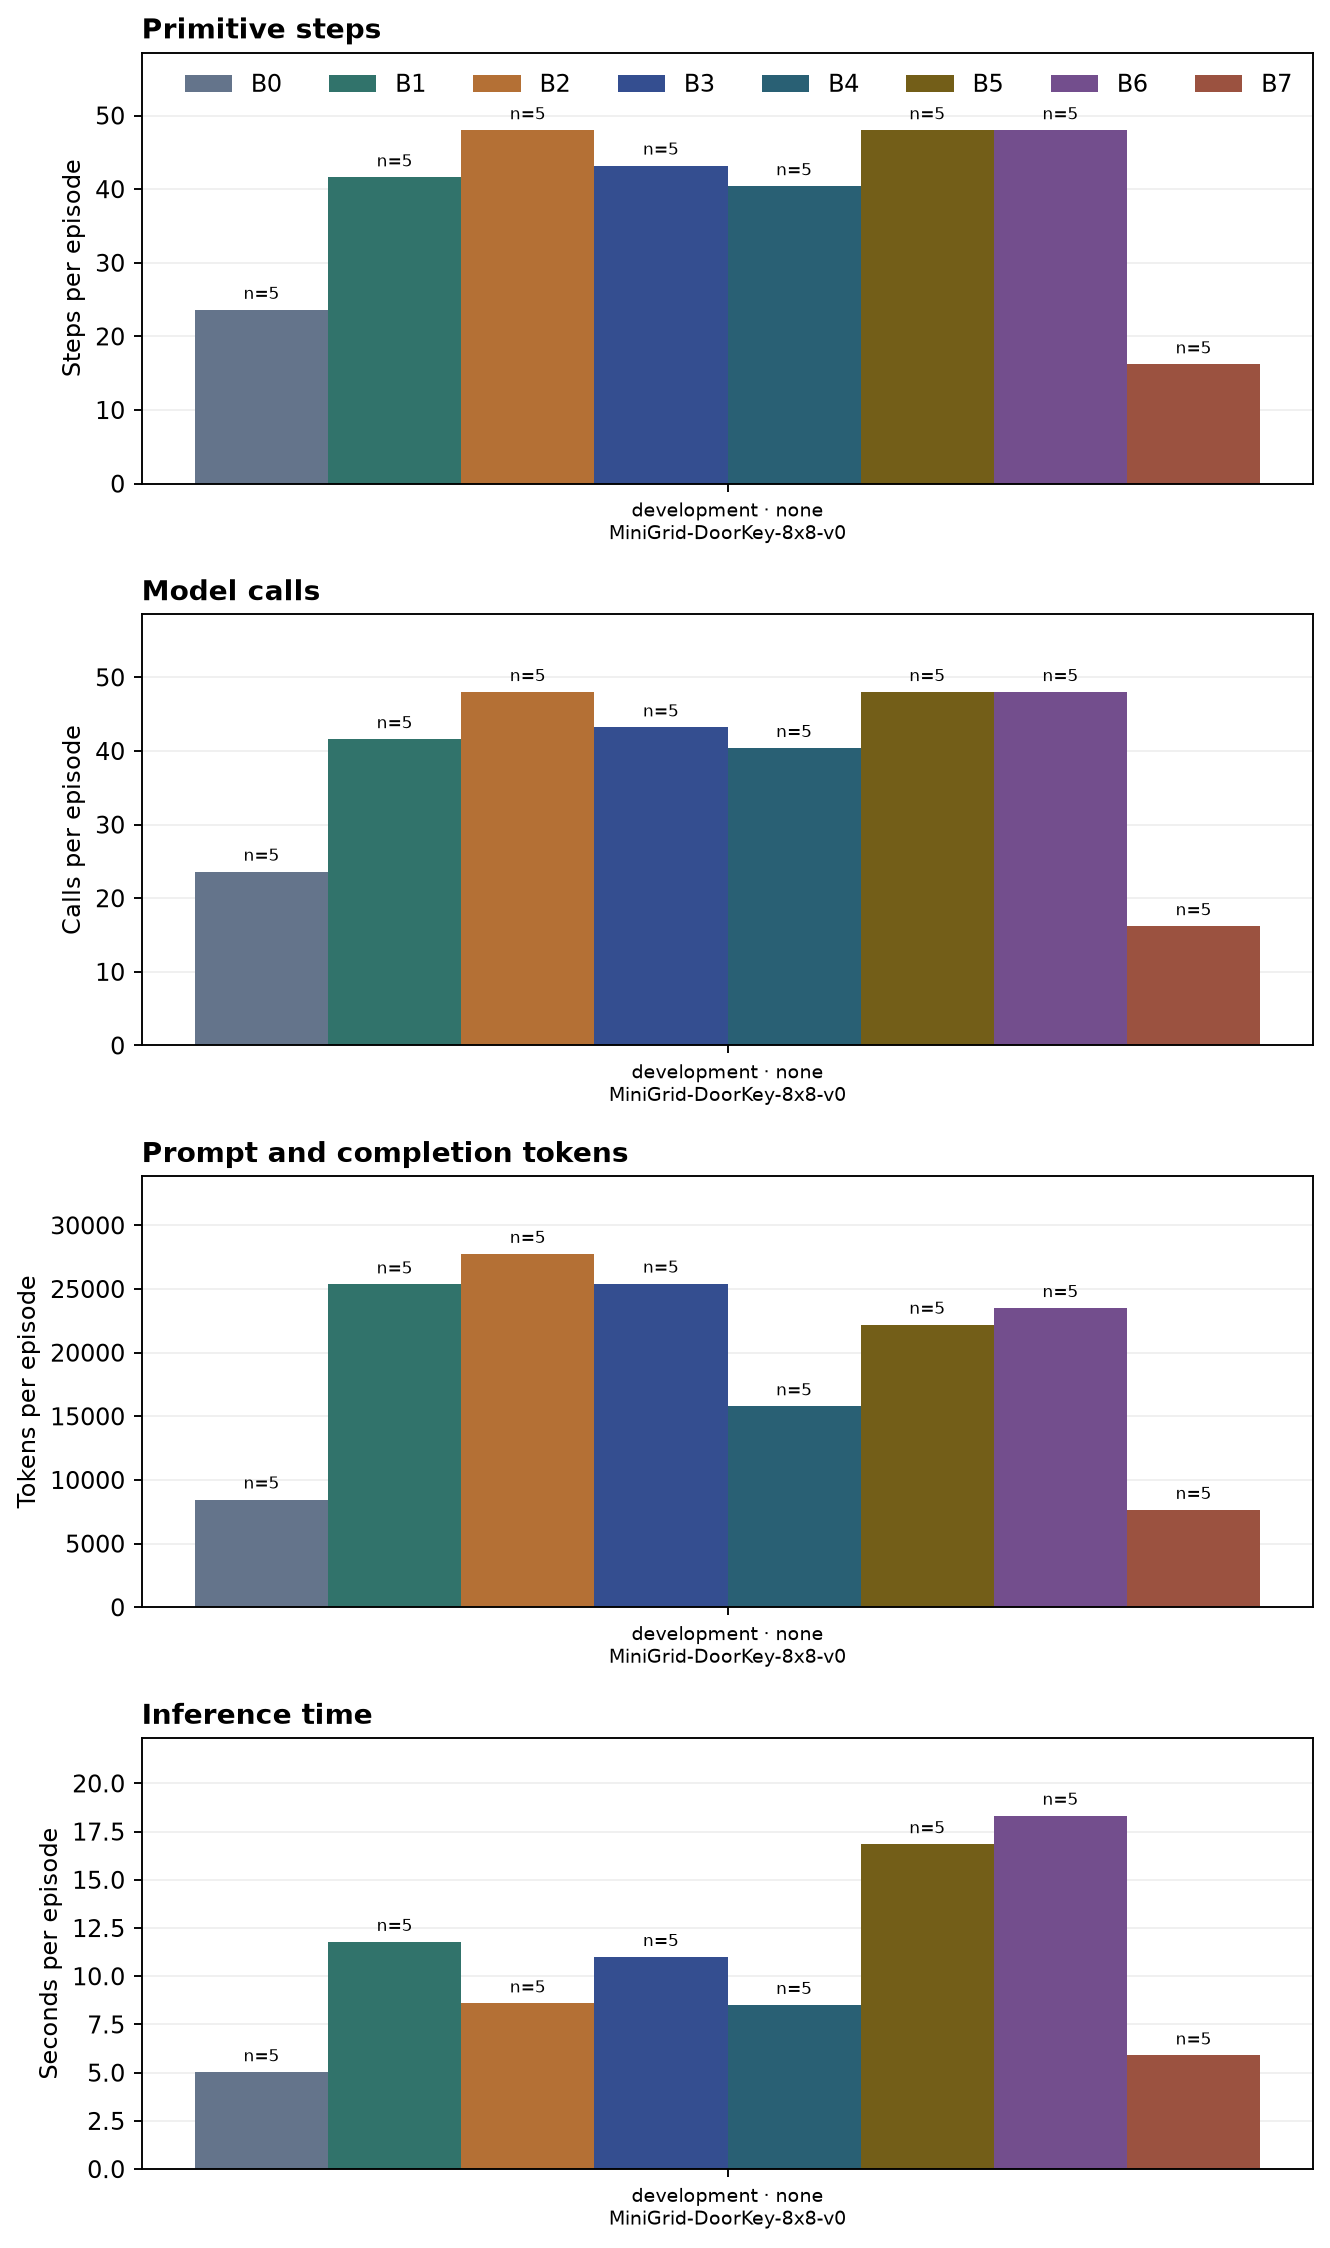 Primitive steps
B0 B1 B2 B3 B4 B5 B6 B7
Steps per episode
50
40
30
20
10
0
n=5 n=5 n=5 n=5 n=5 n=5 n=5 n=5
development · none
MiniGrid-DoorKey-8x8-v0
Model calls
Calls per episode
50
40
30
20
10
0
n=5 n=5 n=5 n=5 n=5 n=5 n=5 n=5
development · none
MiniGrid-DoorKey-8x8-v0
Prompt and completion tokens
Tokens per episode
30000
25000
20000
15000
10000
5000
0
n=5 n=5 n=5 n=5 n=5 n=5 n=5 n=5
development · none
MiniGrid-DoorKey-8x8-v0
Inference time
Seconds per episode
20.0
17.5
15.0
12.5
10.0
7.5
5.0
2.5
0.0
n=5 n=5 n=5 n=5 n=5 n=5 n=5 n=5
development · none
MiniGrid-DoorKey-8x8-v0